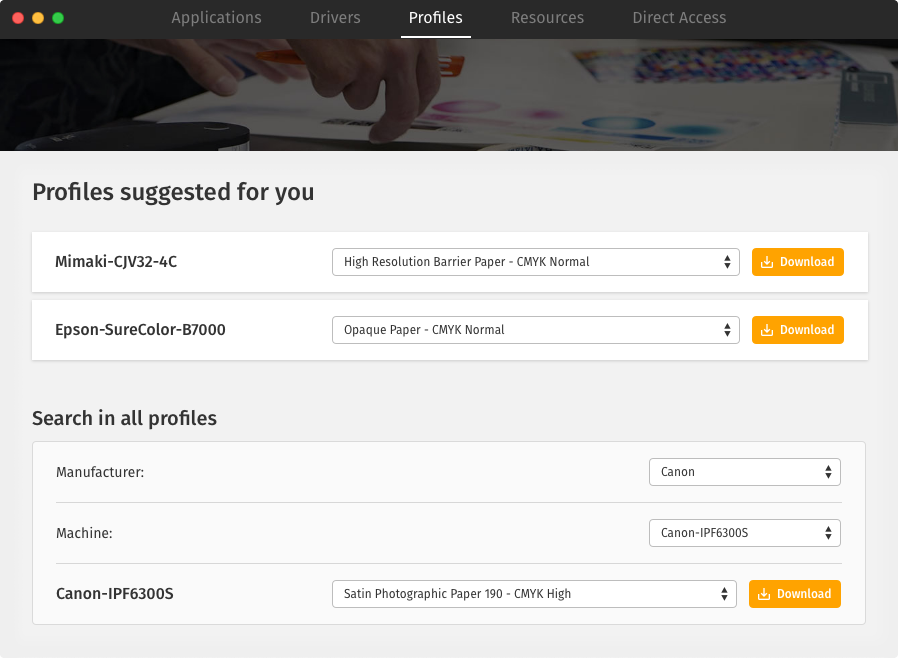 Applications Drivers Profiles Resources Direct Access
Profiles suggested for you
Mimaki-CJV32-4C High Resolution Barrier Paper - CMYK Normal Download
Epson-SureColor-B7000 Opaque Paper - CMYK Normal Download
Search in all profiles
Manufacturer: Canon
Machine: Canon-IPF6300S
Canon-IPF6300S Satin Photographic Paper 190 - CMYK High Download